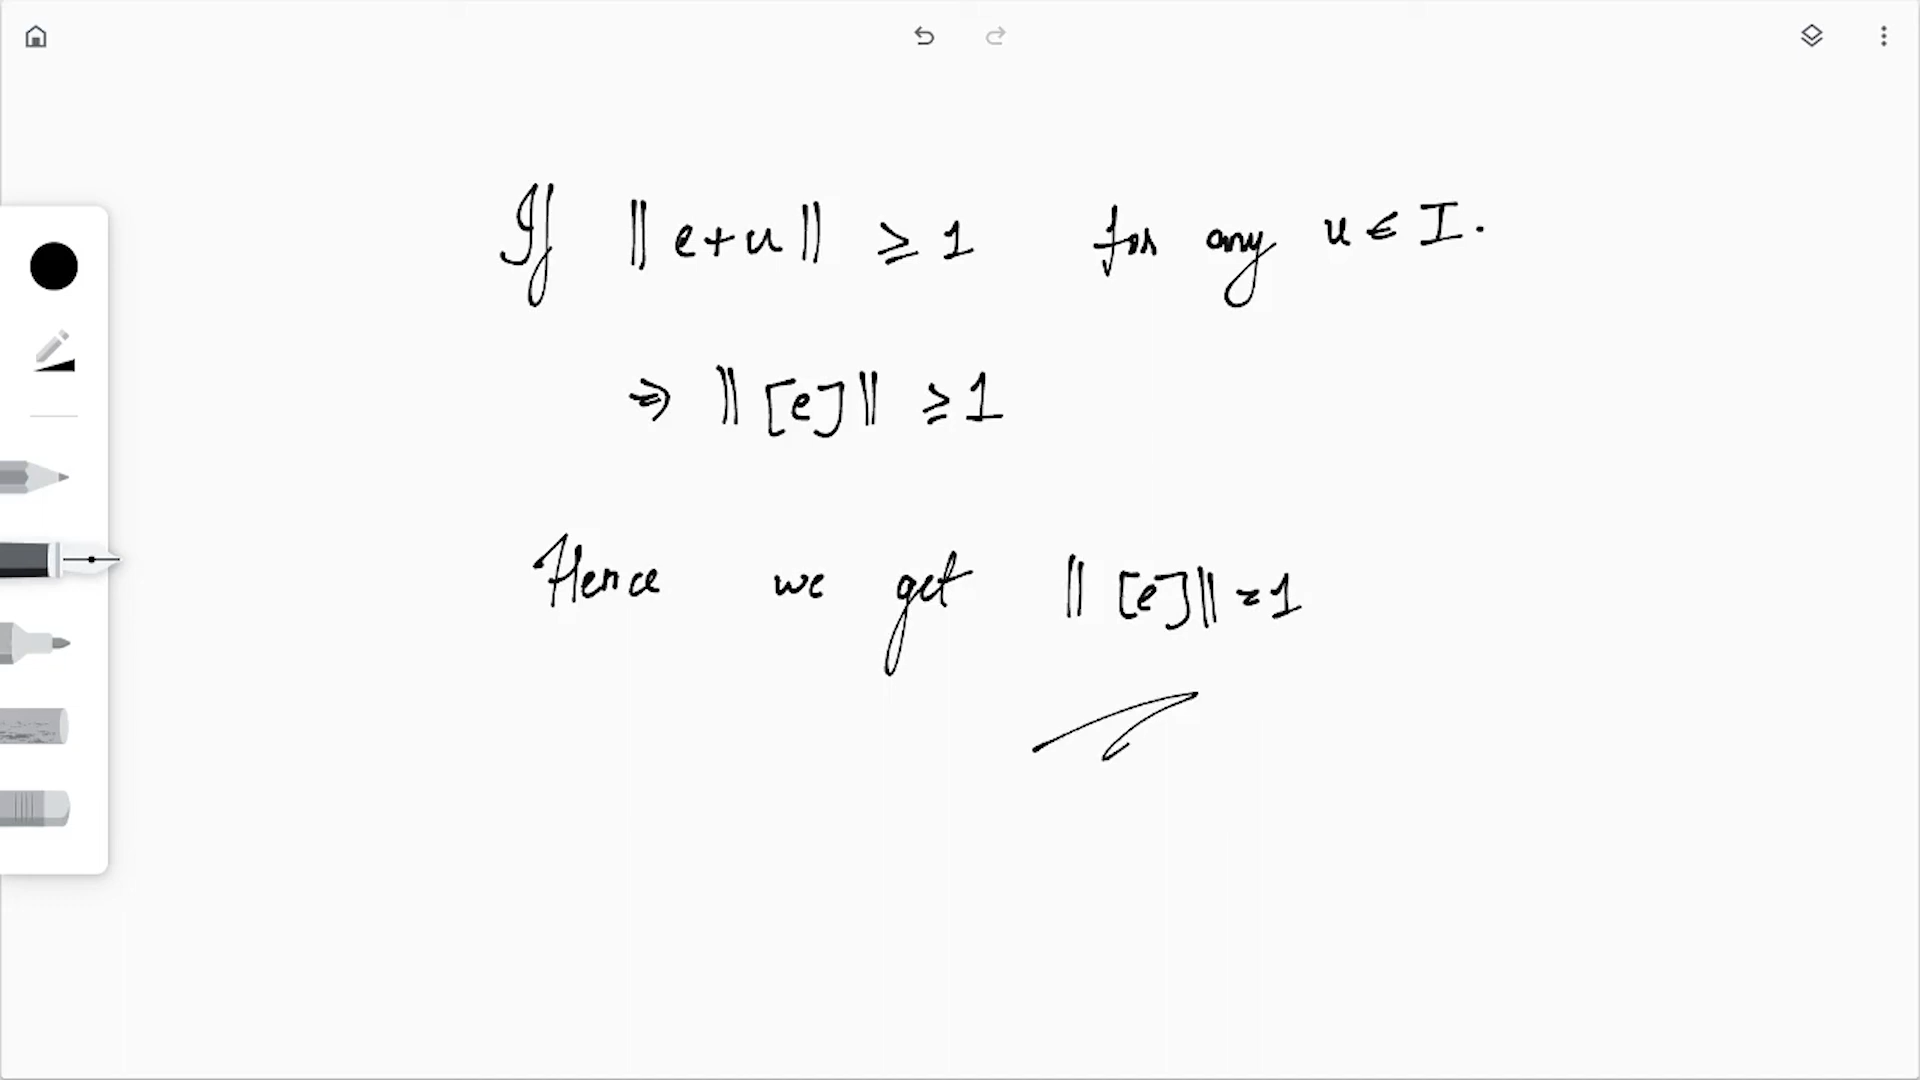 If ‖e+u‖ ≥ 1 for any u ∈ I.
⇒ ‖[e]‖ ≥ 1
Hence we get ‖[e]‖ = 1